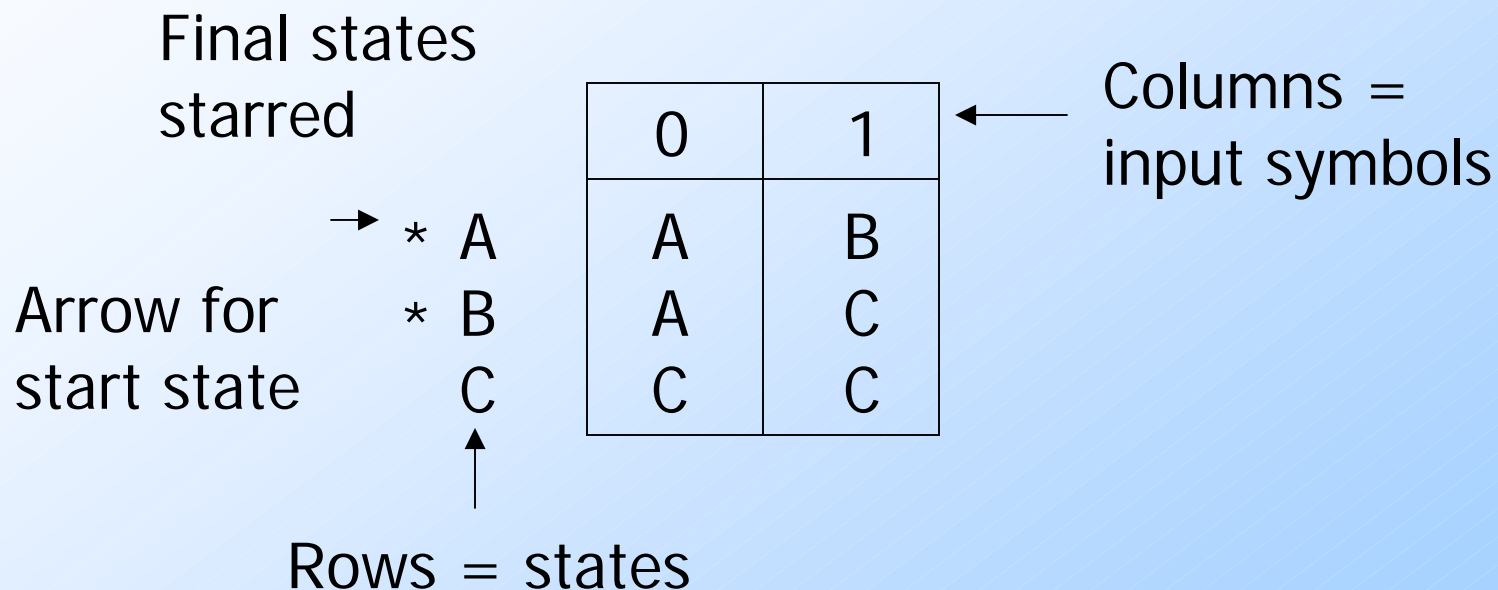 Final states
starred
Columns =
input symbols
0 1
* A A B
* B A C
C C C
Arrow for
start state
Rows = states